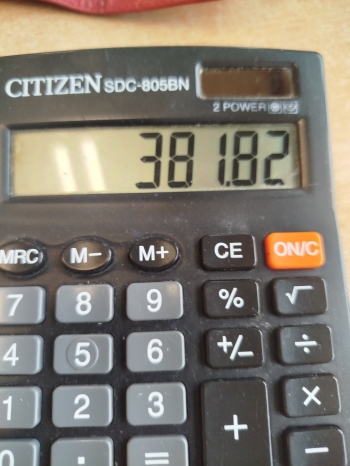 CITIZEN SDC-805BN
2 POWER
381.82
MRC M− M+ CE ON/C
7 8 9 % √
4 5 6 +/− ÷
1 2 3 + ×
0 . = −